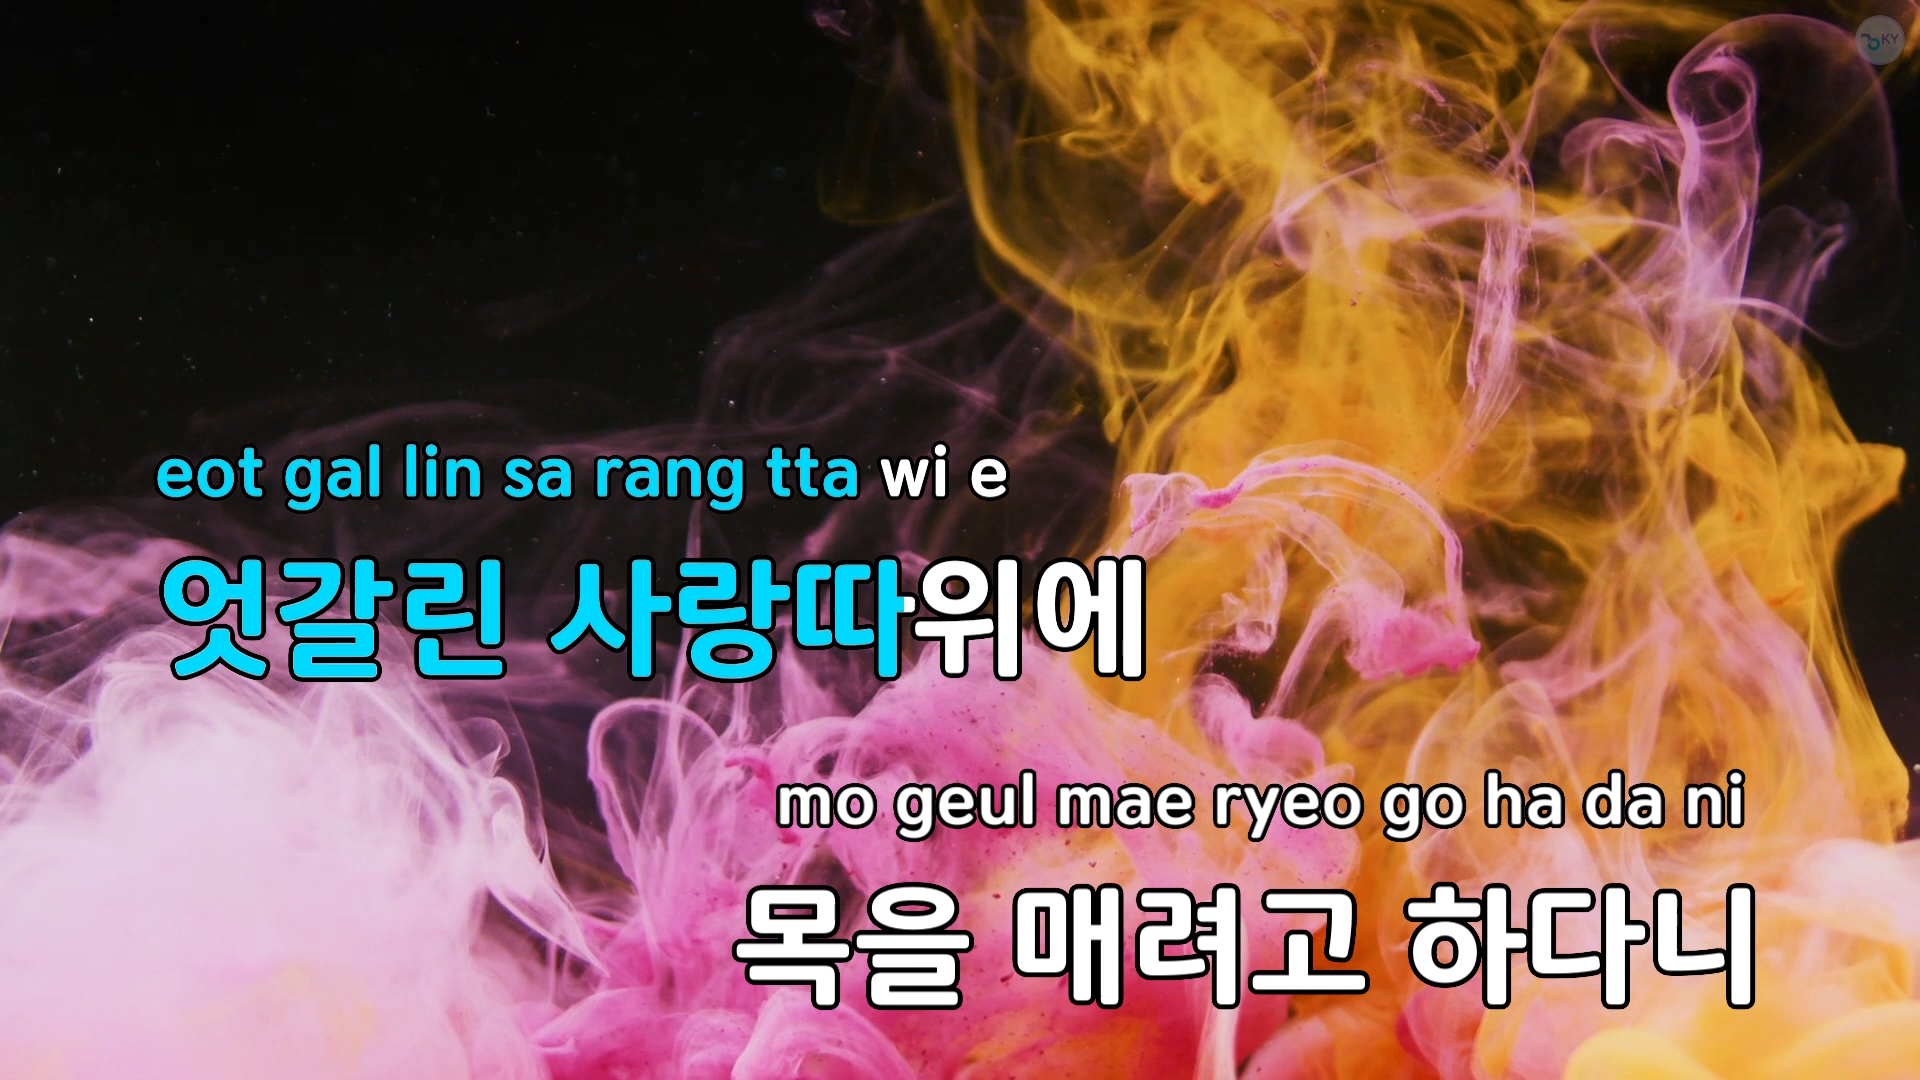 KY
eot gal lin sa rang tta wi e
엇갈린 사랑따위에
mo geul mae ryeo go ha da ni
목을 매려고 하다니